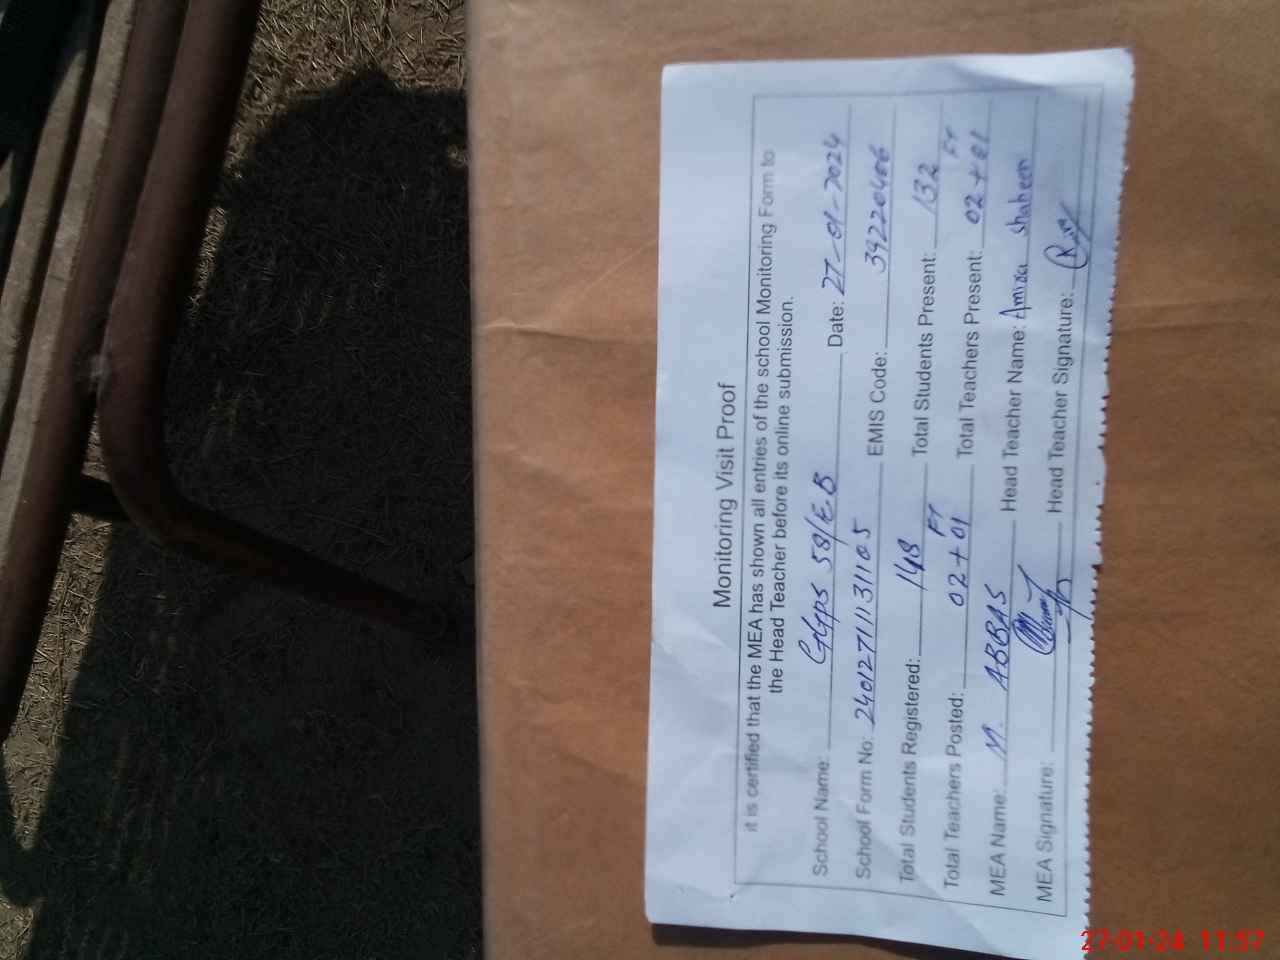 Monitoring Visit Proof
it is certified that the MEA has shown all entries of the school Monitoring Form to
the Head Teacher before its online submission.
School Name: GGPS 58/E.B Date: 27-01-2024
School Form No: 24012711131105 EMIS Code: 39220466
Total Students Registered: 148 Total Students Present: 132
Total Teachers Posted: 02+01 FT Total Teachers Present: 02+01 FT
MEA Name: M. ABBAS Head Teacher Name: shaheen
MEA Signature: Head Teacher Signature:
27-01-24 11:57